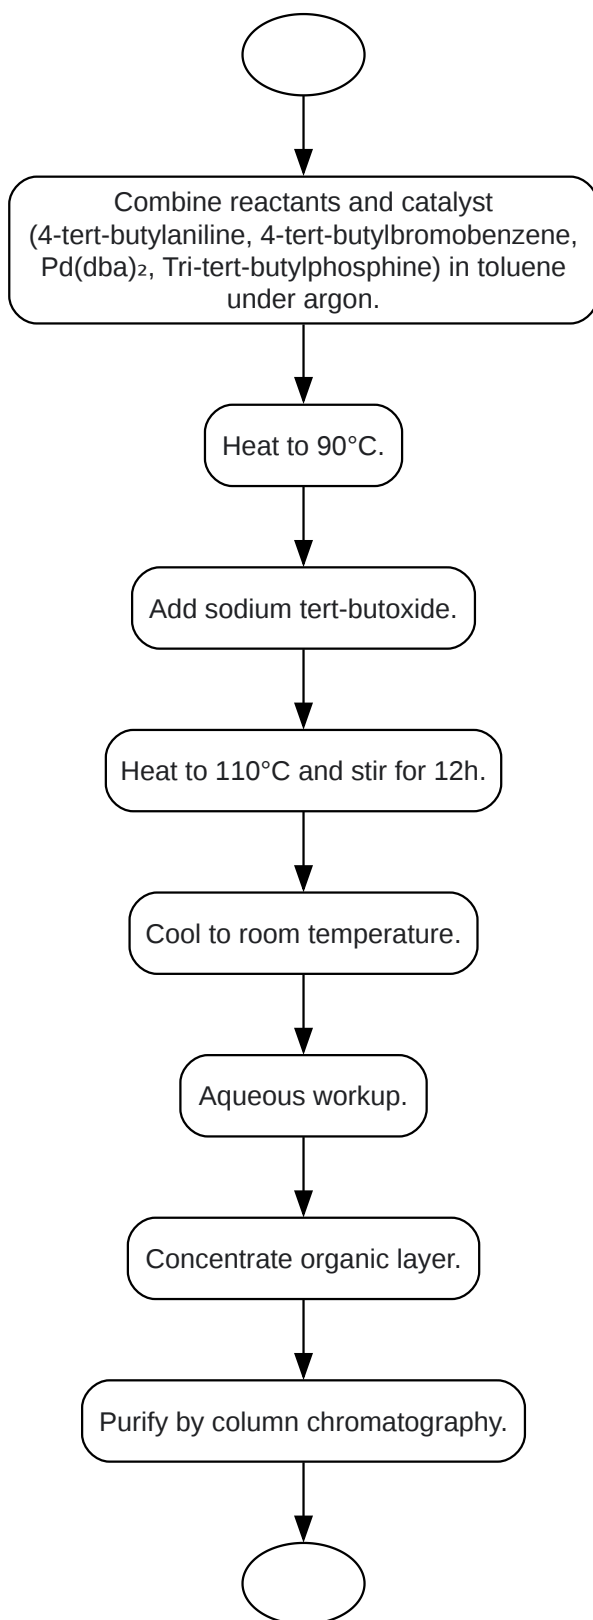 Combine reactants and catalyst
(4-tert-butylaniline, 4-tert-butylbromobenzene,
Pd(dba)₂, Tri-tert-butylphosphine) in toluene
under argon.
Heat to 90°C.
Add sodium tert-butoxide.
Heat to 110°C and stir for 12h.
Cool to room temperature.
Aqueous workup.
Concentrate organic layer.
Purify by column chromatography.